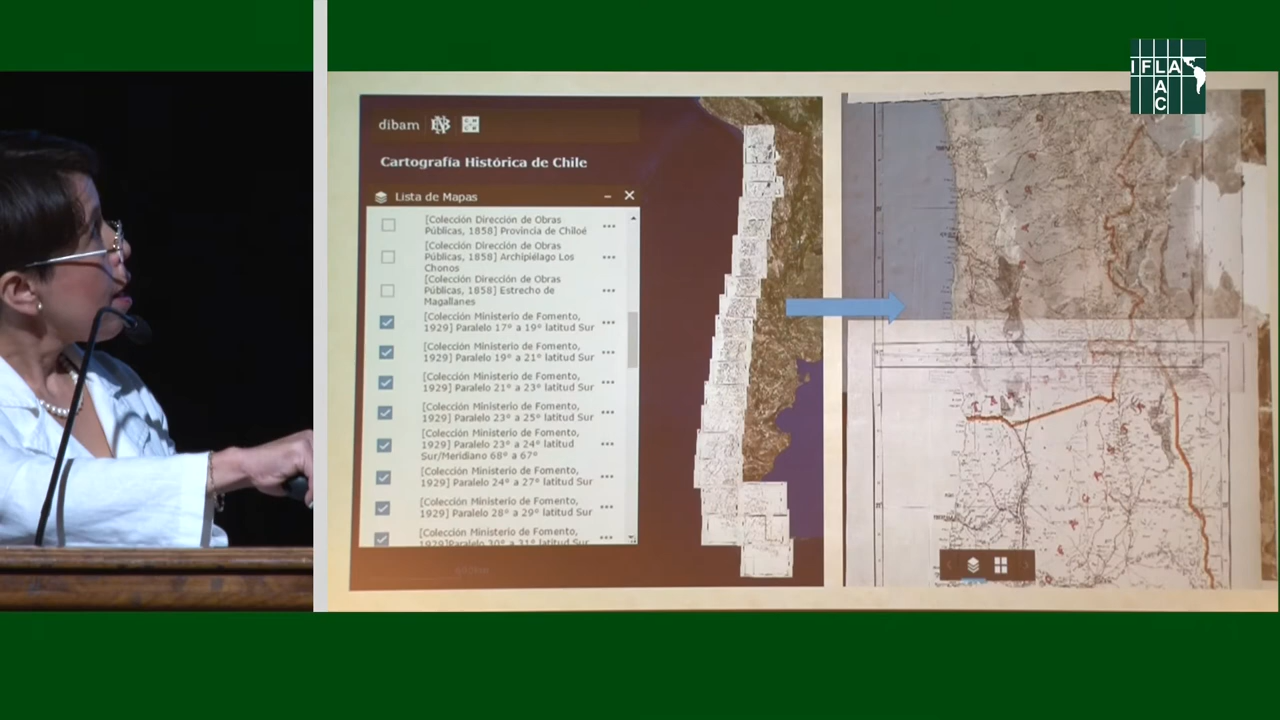 IFLA
LAC
dibam
Cartografía Histórica de Chile
Lista de Mapas
[Colección Dirección de Obras
Públicas, 1858] Provincia de Chiloé
[Colección Dirección de Obras
Públicas, 1858] Archipiélago Los
Chonos
[Colección Dirección de Obras
Públicas, 1858] Estrecho de
Magallanes
[Colección Ministerio de Fomento,
1929] Paralelo 17° a 19° latitud Sur
[Colección Ministerio de Fomento,
1929] Paralelo 19° a 21° latitud Sur
[Colección Ministerio de Fomento,
1929] Paralelo 21° a 23° latitud Sur
[Colección Ministerio de Fomento,
1929] Paralelo 23° a 25° latitud Sur
[Colección Ministerio de Fomento,
1929] Paralelo 23° a 24° latitud
Sur/Meridiano 68° a 67°
[Colección Ministerio de Fomento,
1929] Paralelo 24° a 27° latitud Sur
[Colección Ministerio de Fomento,
1929] Paralelo 28° a 29° latitud Sur
[Colección Ministerio de Fomento,
1929]Paralelo 30° a 31° latitud Sur